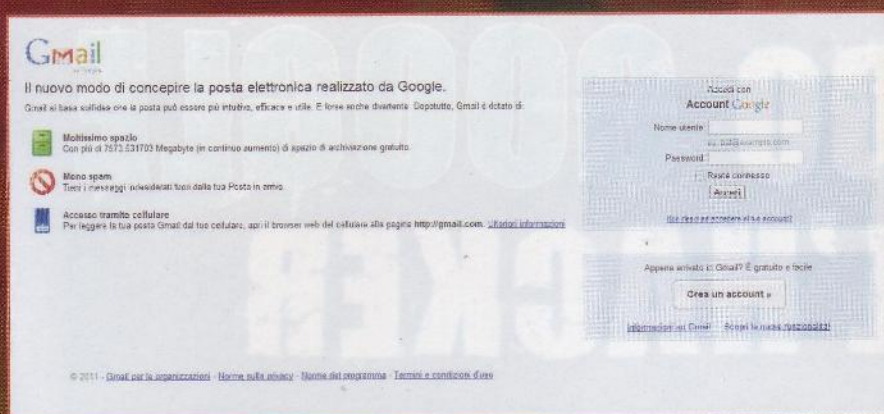 Gmail
Il nuovo modo di concepire la posta elettronica realizzato da Google.
Gmail si basa sull'idea che la posta può essere più intuitiva, efficace e utile. E forse anche divertente. Dopotutto, Gmail è dotato di:
Moltissimo spazio
Con più di 7573.531703 Megabyte (in continuo aumento) di spazio di archiviazione gratuito.
Meno spam
Tieni i messaggi indesiderati fuori dalla tua Posta in arrivo.
Accesso tramite cellulare
Per leggere la tua posta Gmail dal tuo cellulare, apri il browser web del cellulare alla pagina http://gmail.com. Ulteriori informazioni
Accedi con
Account Google
Nome utente:
Password:
Resta connesso
Accedi
Non riesci ad accedere al tuo account?
Appena arrivato in Gmail? È gratuito e facile
Crea un account »
Informazioni su Gmail Scopri le nuove funzionalità!
© 2011 - Gmail per le organizzazioni - Norme sulla privacy - Norme del programma - Termini e condizioni d'uso